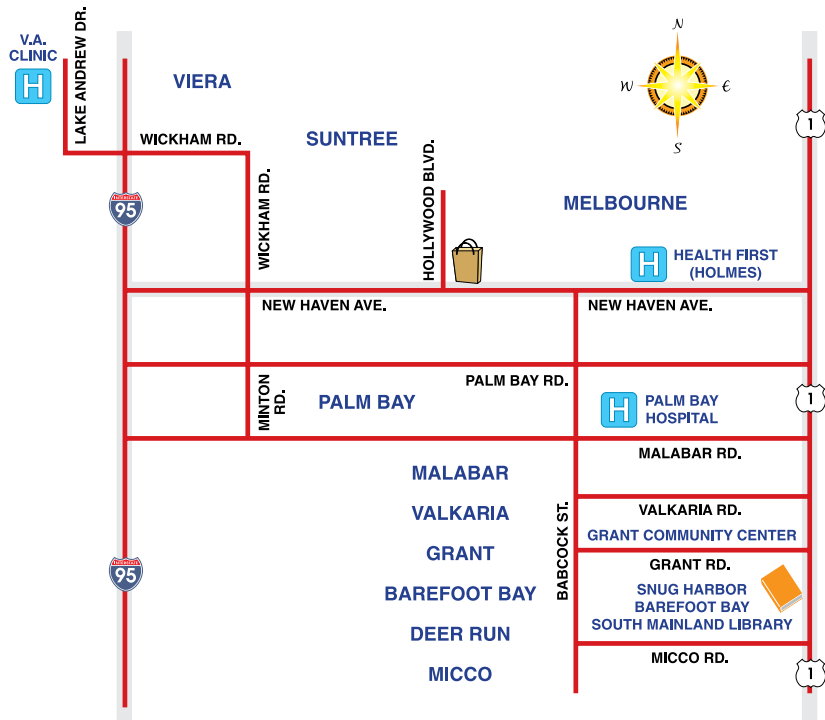 V.A.
CLINIC
H
LAKE ANDREW DR.
VIERA
N
W
E
S
1
WICKHAM RD.
SUNTREE
HOLLYWOOD BLVD.
INTERSTATE
95
WICKHAM RD.
MELBOURNE
H
HEALTH FIRST
(HOLMES)
NEW HAVEN AVE.
NEW HAVEN AVE.
MINTON
RD.
PALM BAY RD.
PALM BAY
H
PALM BAY
HOSPITAL
1
MALABAR RD.
MALABAR
VALKARIA
GRANT
BAREFOOT BAY
DEER RUN
MICCO
BABCOCK ST.
VALKARIA RD.
GRANT COMMUNITY CENTER
GRANT RD.
INTERSTATE
95
SNUG HARBOR
BAREFOOT BAY
SOUTH MAINLAND LIBRARY
MICCO RD.
1